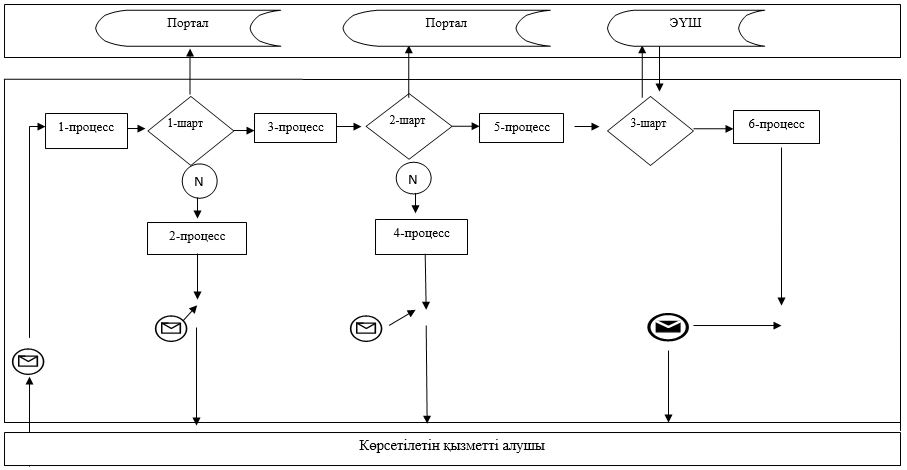 Портал
Портал
ЭҮШ
1-процесс
1-шарт
3-процесс
2-шарт
5-процесс
3-шарт
6-процесс
N
N
2-процесс
4-процесс
Көрсетілетін қызметті алушы